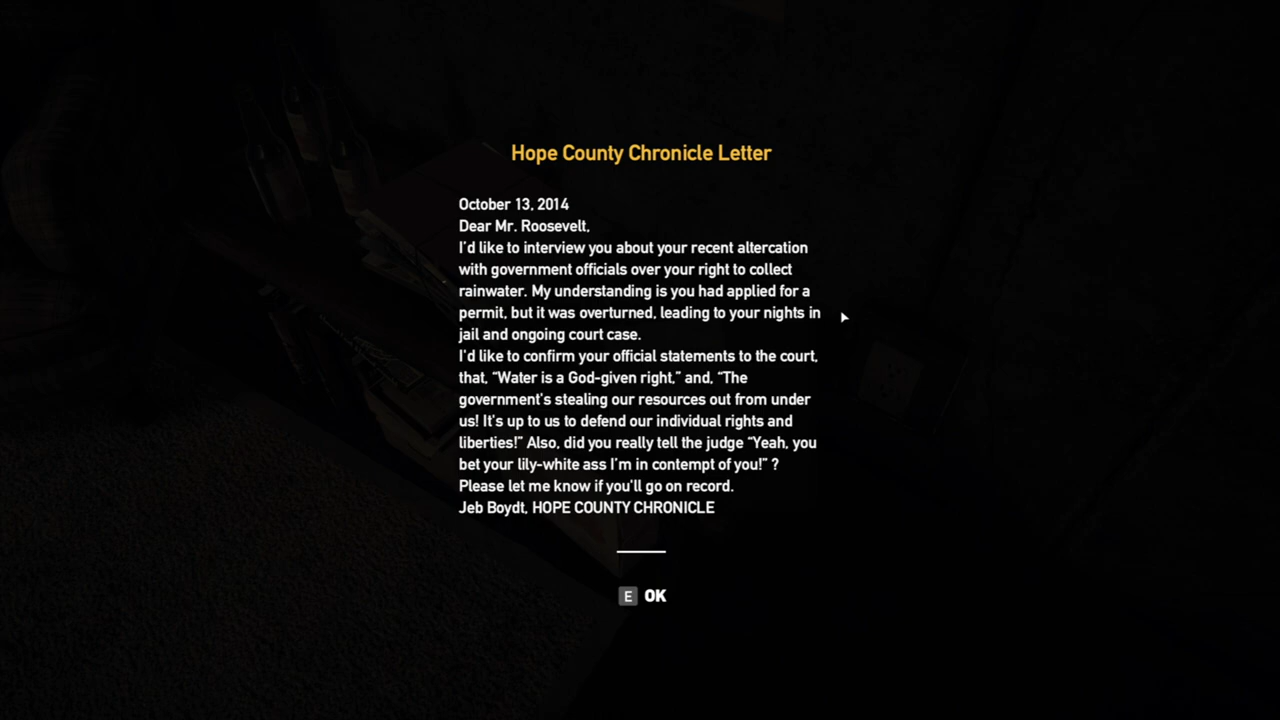 Hope County Chronicle Letter
October 13, 2014
Dear Mr. Roosevelt,
I'd like to interview you about your recent altercation
with government officials over your right to collect
rainwater. My understanding is you had applied for a
permit, but it was overturned, leading to your nights in
jail and ongoing court case.
I'd like to confirm your official statements to the court,
that, “Water is a God-given right,” and, “The
government's stealing our resources out from under
us! It's up to us to defend our individual rights and
liberties!” Also, did you really tell the judge “Yeah, you
bet your lily-white ass I'm in contempt of you!” ?
Please let me know if you'll go on record.
Jeb Boydt, HOPE COUNTY CHRONICLE
E OK